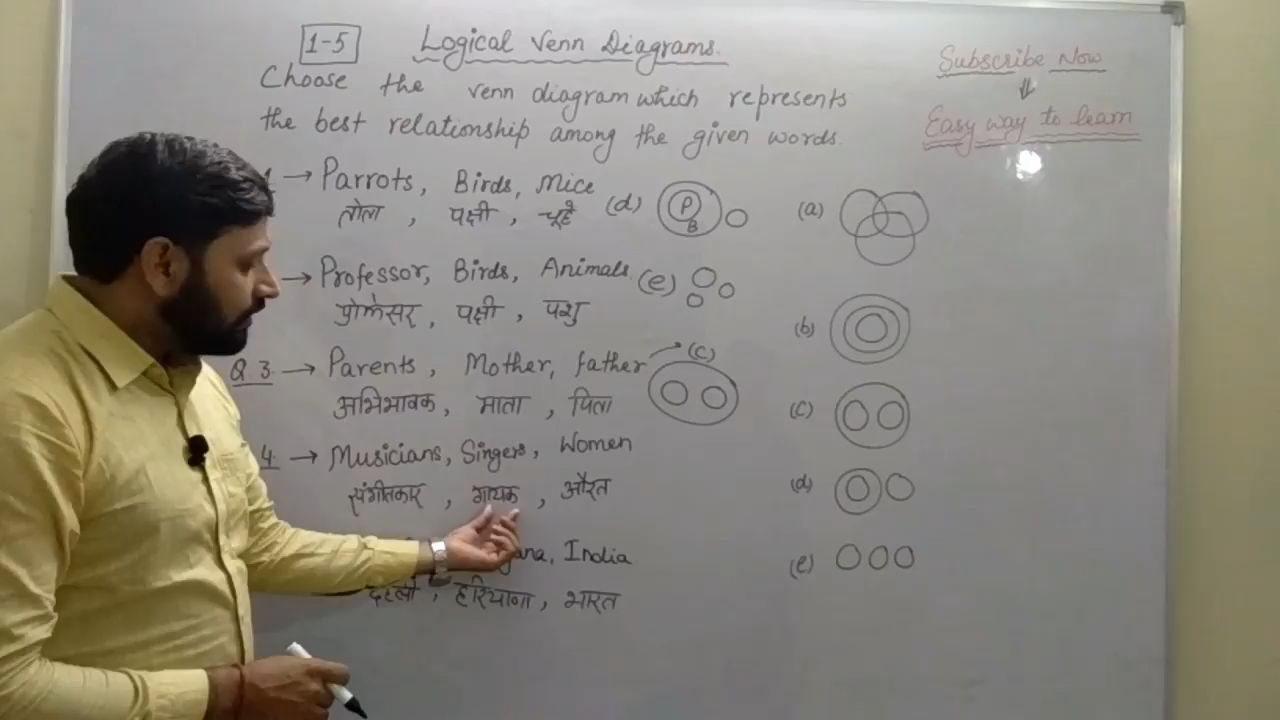 1-5
Logical Venn Diagrams.
Subscribe Now
Choose the venn diagram which represents
Easy way to learn
the best relationship among the given words.
→ Parrots, Birds, Mice (d) P B
तोता, पक्षी, चूहे
(a)
→ Professor, Birds, Animals (e)
प्रोफेसर, पक्षी, पशु
(b)
Q 3. → Parents, Mother, father → (c)
अभिभावक, माता, पिता
(c)
4. → Musicians, Singers, Women
संगीतकार, गायक, औरत
(d)
India
(e)
हरियाणा, भारत